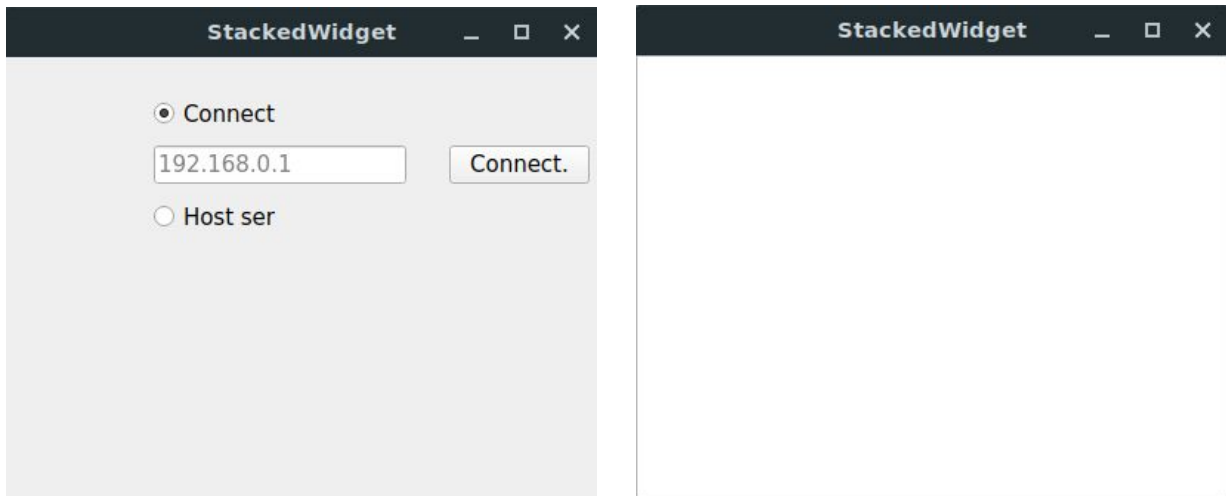 StackedWidget
Connect
192.168.0.1
Connect.
Host ser
StackedWidget